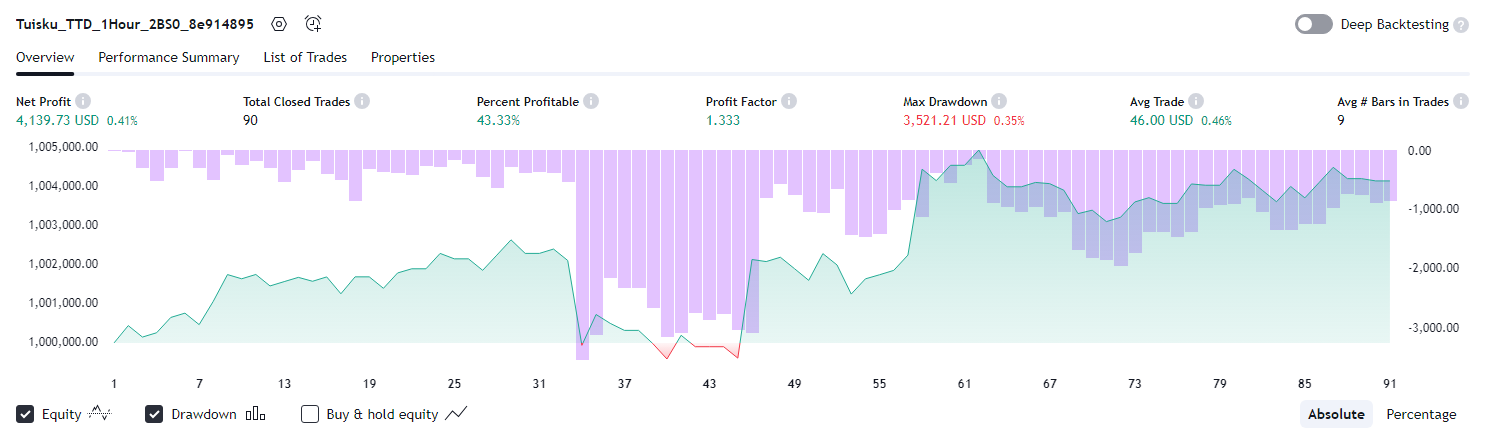 Tuisku_TTD_1Hour_2BS0_8e914895
Deep Backtesting ?
Overview Performance Summary List of Trades Properties
Net Profit i Total Closed Trades i Percent Profitable i Profit Factor i Max Drawdown i Avg Trade i Avg # Bars in Trades i
4,139.73 USD 0.41% 90 43.33% 1.333 3,521.21 USD 0.35% 46.00 USD 0.46% 9
1,005,000.00 0.00
1,004,000.00
1,003,000.00 -1,000.00
1,002,000.00 -2,000.00
1,001,000.00
1,000,000.00 -3,000.00
1 7 13 19 25 31 37 43 49 55 61 67 73 79 85 91
Equity Drawdown Buy & hold equity Absolute Percentage